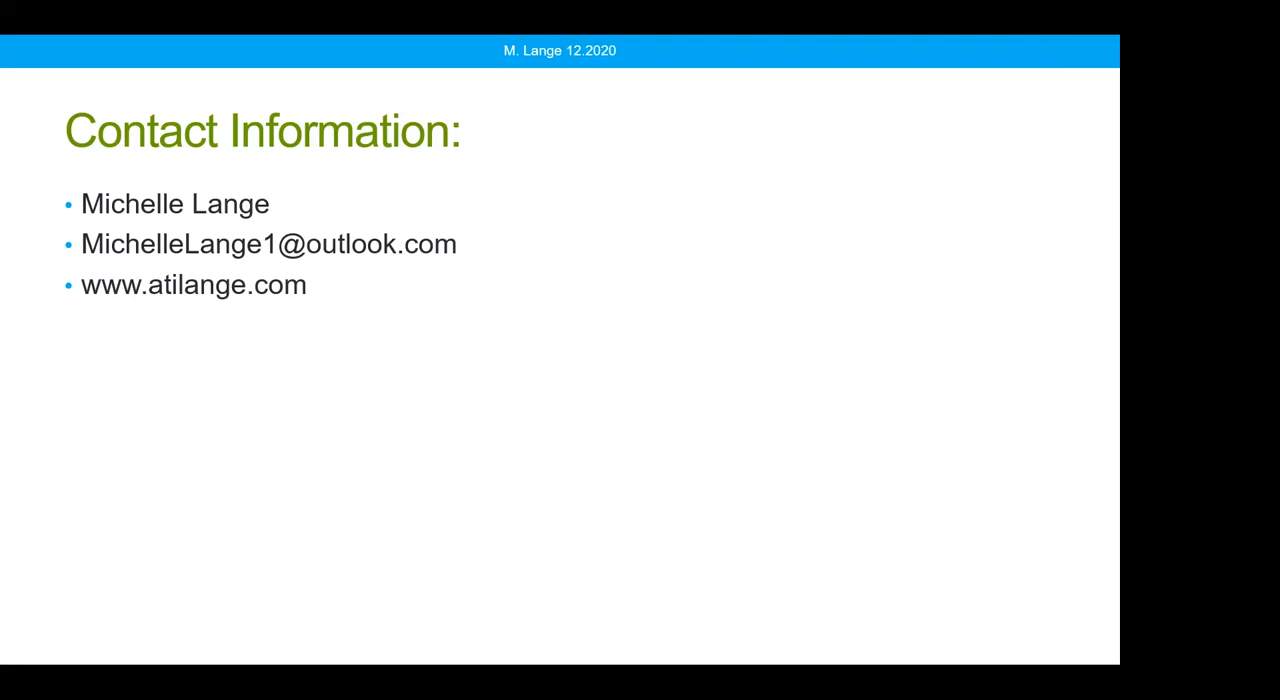 M. Lange 12.2020
Contact Information:
• Michelle Lange
• MichelleLange1@outlook.com
• www.atilange.com